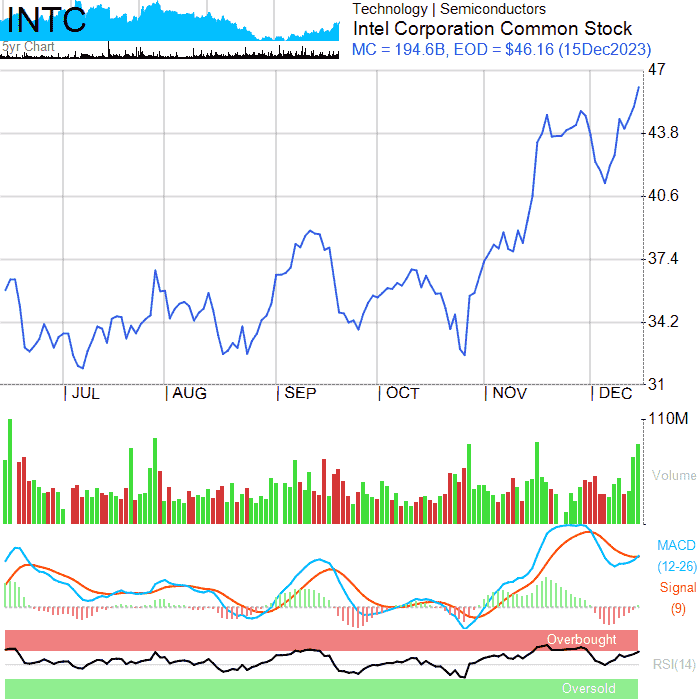 INTC
5yr Chart
Technology | Semiconductors
Intel Corporation Common Stock
MC = 194.6B, EOD = $46.16 (15Dec2023)
47
43.8
40.6
37.4
34.2
31
JUL
AUG
SEP
OCT
NOV
DEC
110M
Volume
MACD
(12-26)
Signal
(9)
Overbought
RSI(14)
Oversold